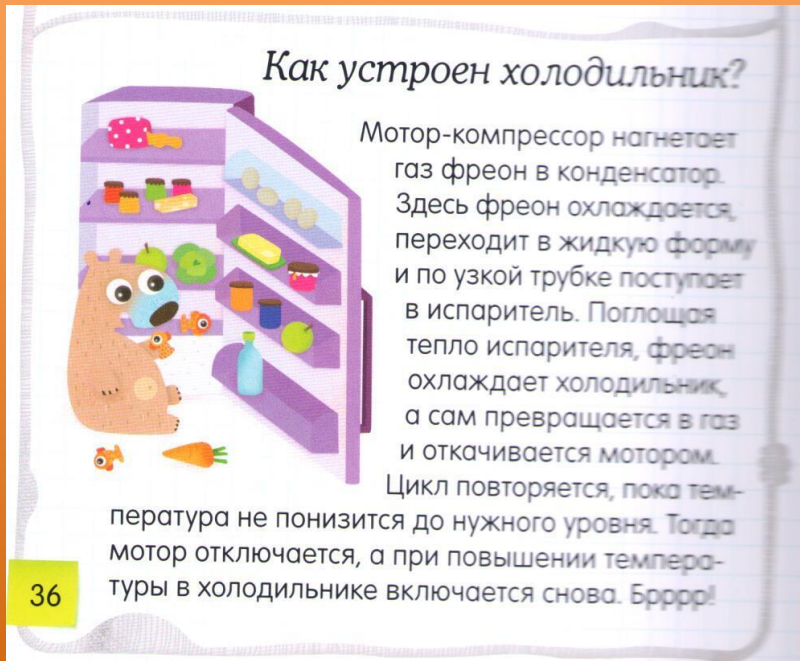 Как устроен холодильник?
Мотор-компрессор нагнетает
газ фреон в конденсатор.
Здесь фреон охлаждается,
переходит в жидкую форму
и по узкой трубке поступает
в испаритель. Поглощая
тепло испарителя, фреон
охлаждает холодильник,
а сам превращается в газ
и откачивается мотором.
Цикл повторяется, пока тем-
пература не понизится до нужного уровня. Тогда
мотор отключается, а при повышении темпера-
туры в холодильнике включается снова. Брррр!
36